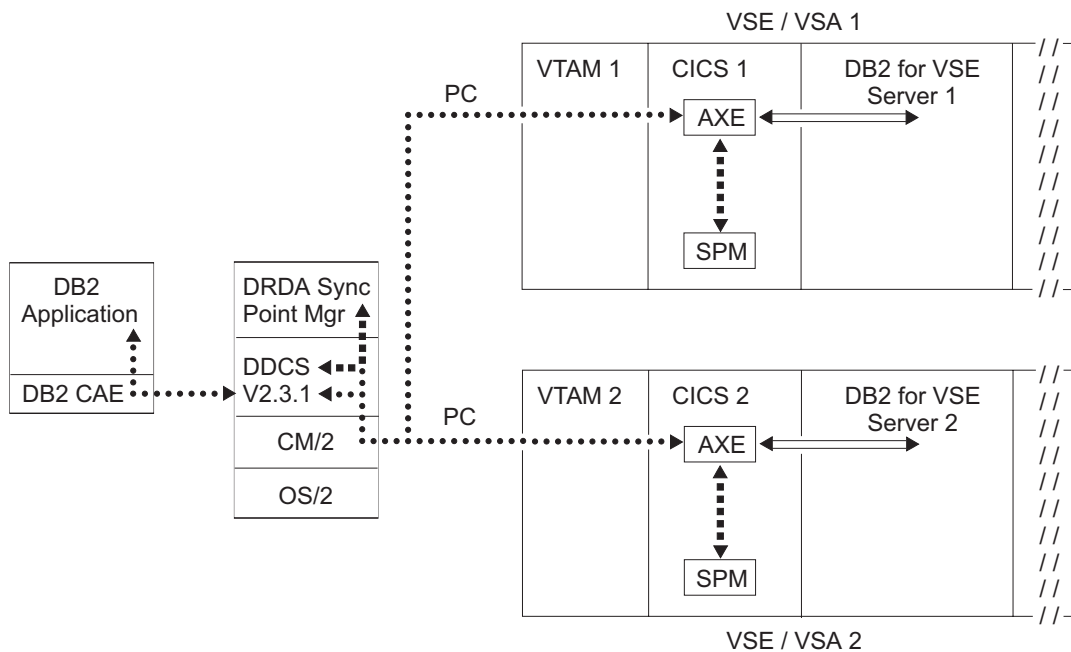 VSE / VSA 1
VTAM 1
CICS 1
DB2 for VSE
Server 1
PC
AXE
SPM
DB2
Application
DB2 CAE
DRDA Sync
Point Mgr
DDCS
V2.3.1
CM/2
OS/2
VTAM 2
CICS 2
DB2 for VSE
Server 2
PC
AXE
SPM
VSE / VSA 2